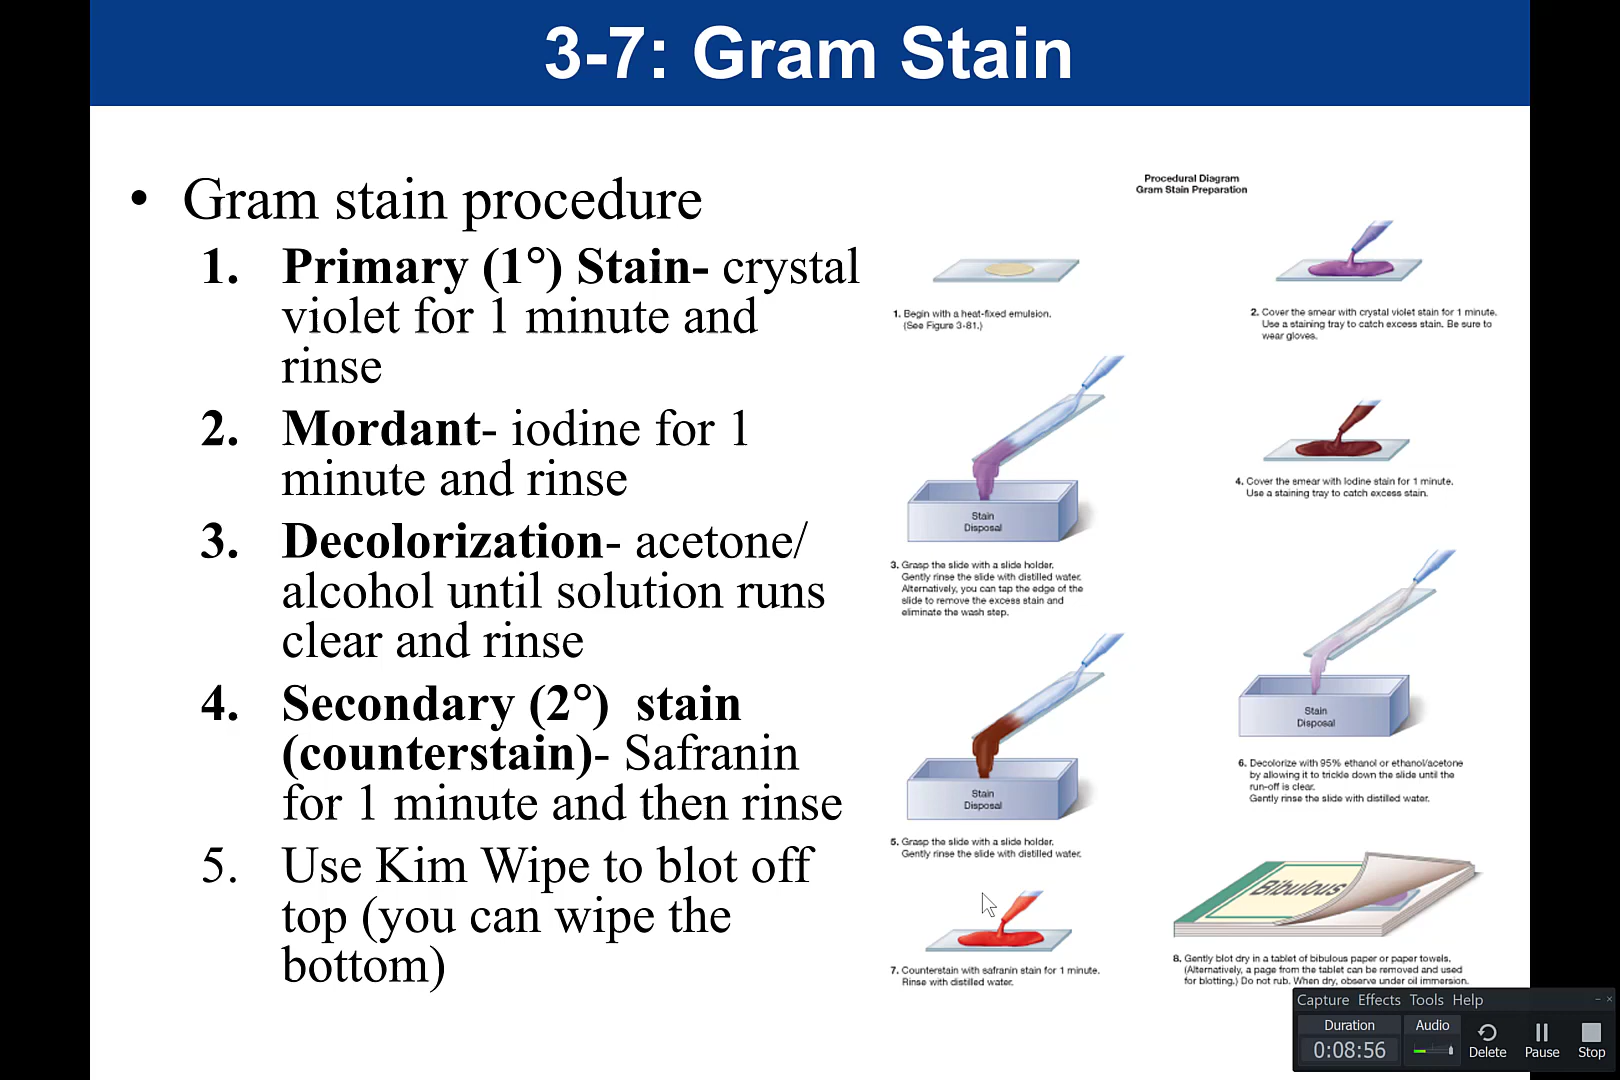 3-7: Gram Stain
• Gram stain procedure
1. Primary (1°) Stain- crystal
violet for 1 minute and
rinse
2. Mordant- iodine for 1
minute and rinse
3. Decolorization- acetone/
alcohol until solution runs
clear and rinse
4. Secondary (2°) stain
(counterstain)- Safranin
for 1 minute and then rinse
5. Use Kim Wipe to blot off
top (you can wipe the
bottom)
Procedural Diagram
Gram Stain Preparation
1. Begin with a heat-fixed emulsion.
(See Figure 3-81.)
2. Cover the smear with crystal violet stain for 1 minute.
Use a staining tray to catch excess stain. Be sure to
wear gloves.
Stain
Disposal
3. Grasp the slide with a slide holder.
Gently rinse the slide with distilled water.
Alternatively, you can tap the edge of the
slide to remove the excess stain and
eliminate the wash step.
4. Cover the smear with Iodine stain for 1 minute.
Use a staining tray to catch excess stain.
Stain
Disposal
5. Grasp the slide with a slide holder.
Gently rinse the slide with distilled water.
Stain
Disposal
6. Decolorize with 95% ethanol or ethanol/acetone
by allowing it to trickle down the slide until the
run-off is clear.
Gently rinse the slide with distilled water.
7. Counterstain with safranin stain for 1 minute.
Rinse with distilled water.
Bibulous
8. Gently blot dry in a tablet of bibulous paper or paper towels.
(Alternatively, a page from the tablet can be removed and used
for blotting.) Do not rub. When dry, observe under oil immersion.
Capture Effects Tools Help
Duration
0:08:56
Audio
Delete
Pause
Stop